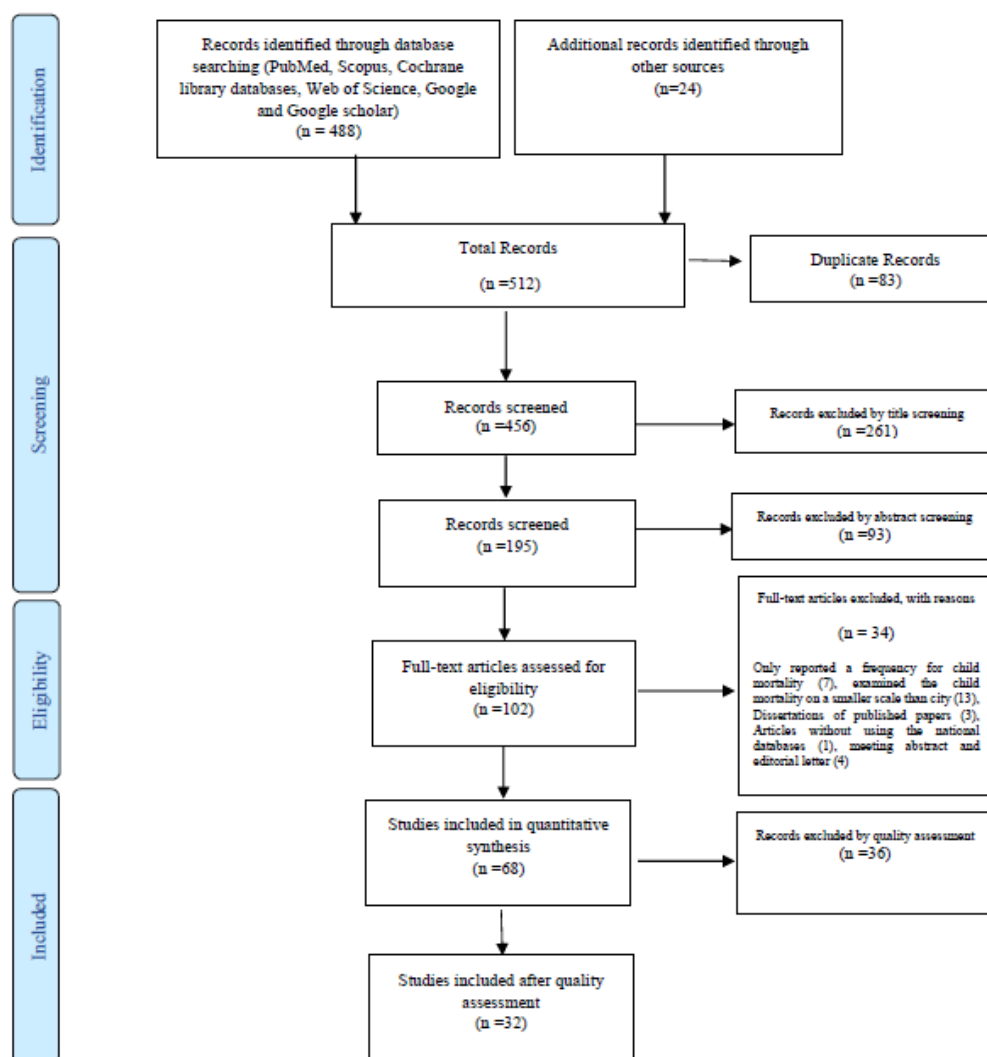 Identification
Records identified through database
searching (PubMed, Scopus, Cochrane
library databases, Web of Science, Google
and Google scholar)
(n = 488)
Additional records identified through
other sources
(n=24)
Screening
Total Records
(n =512)
Duplicate Records
(n =83)
Records screened
(n =456)
Records excluded by title screening
(n =261)
Records screened
(n =195)
Records excluded by abstract screening
(n =93)
Eligibility
Full-text articles assessed for
eligibility
(n =102)
Full-text articles excluded, with reasons
(n = 34)
Only reported a frequency for child
mortality (7), examined the child
mortality on a smaller scale than city (13),
Dissertations of published papers (3),
Articles without using the national
databases (1), meeting abstract and
editorial letter (4)
Included
Studies included in quantitative
synthesis
(n =68)
Records excluded by quality assessment
(n =36)
Studies included after quality
assessment
(n =32)